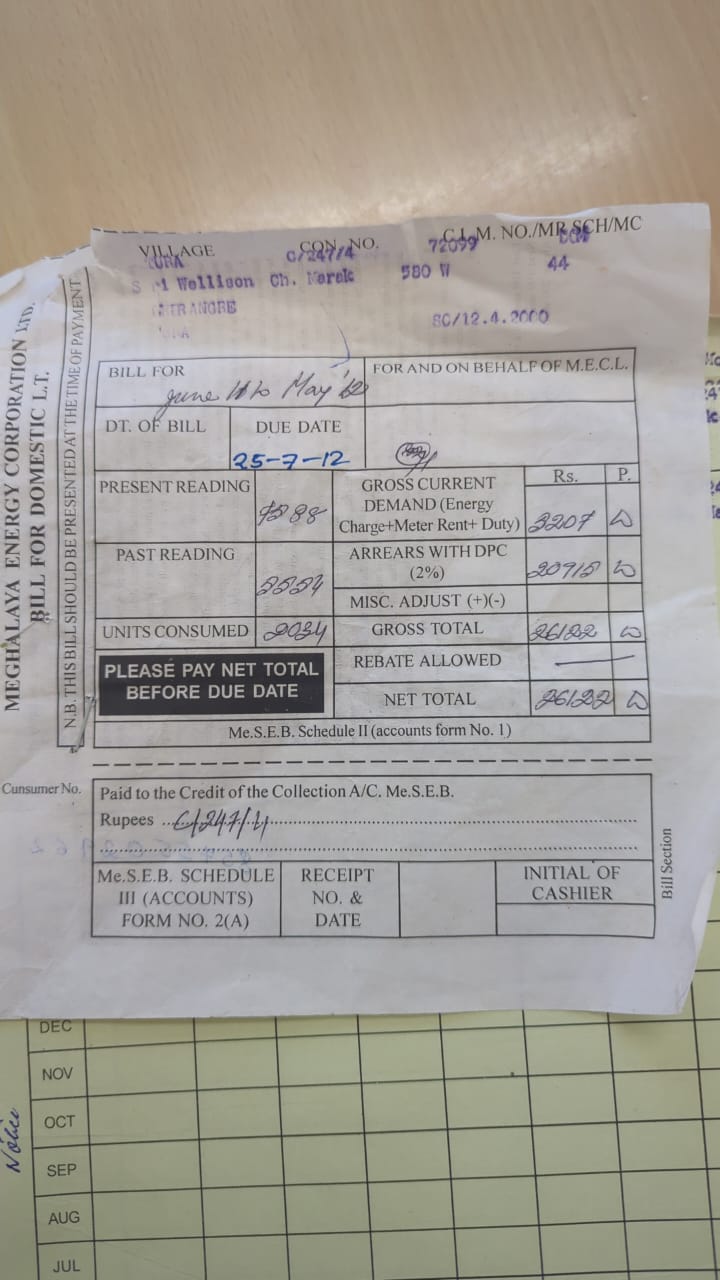 MEGHALAYA ENERGY CORPORATION LTD.
BILL FOR DOMESTIC L.T.
N.B. THIS BILL SHOULD BE PRESENTED AT THE TIME OF PAYMENT
VILLAGE CON. NO. C.L.M. NO./MR SCH/MC
C/247/4 72099
Wellison Ch. Marak 580 W 44
SC/12.4.2000
BILL FOR June 11 to May '12 FOR AND ON BEHALF OF M.E.C.L.
DT. OF BILL DUE DATE
25-7-12
PRESENT READING GROSS CURRENT DEMAND (Energy Charge+Meter Rent+ Duty) Rs. P.
PAST READING ARREARS WITH DPC (2%)
MISC. ADJUST (+)(-)
UNITS CONSUMED 2034 GROSS TOTAL 26122
PLEASE PAY NET TOTAL BEFORE DUE DATE
REBATE ALLOWED
NET TOTAL 26122
Me.S.E.B. Schedule II (accounts form No. 1)
Cunsumer No.
Paid to the Credit of the Collection A/C. Me.S.E.B.
Rupees C/247/4
Me.S.E.B. SCHEDULE III (ACCOUNTS) FORM NO. 2(A)
RECEIPT NO. & DATE
INITIAL OF CASHIER
Bill Section
DEC
NOV
OCT
SEP
AUG
JUL
Notice